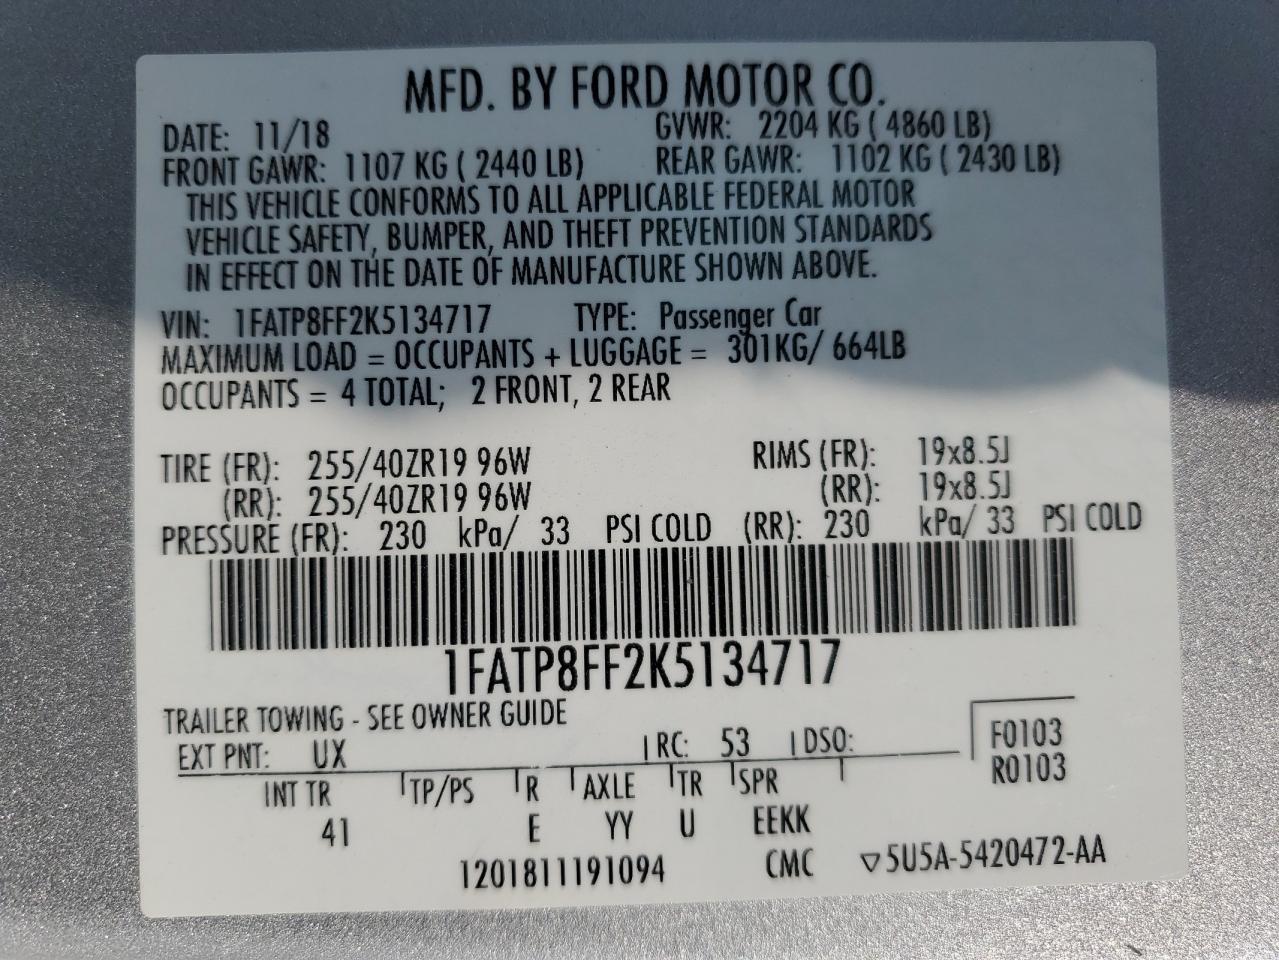 MFD. BY FORD MOTOR CO.
DATE: 11/18 GVWR: 2204 KG ( 4860 LB)
FRONT GAWR: 1107 KG ( 2440 LB) REAR GAWR: 1102 KG ( 2430 LB)
THIS VEHICLE CONFORMS TO ALL APPLICABLE FEDERAL MOTOR
VEHICLE SAFETY, BUMPER, AND THEFT PREVENTION STANDARDS
IN EFFECT ON THE DATE OF MANUFACTURE SHOWN ABOVE.
VIN: 1FATP8FF2K5134717 TYPE: Passenger Car
MAXIMUM LOAD = OCCUPANTS + LUGGAGE = 301KG/ 664LB
OCCUPANTS = 4 TOTAL; 2 FRONT, 2 REAR
TIRE (FR): 255/40ZR19 96W RIMS (FR): 19x8.5J
(RR): 255/40ZR19 96W (RR): 19x8.5J
PRESSURE (FR): 230 kPa/ 33 PSI COLD (RR): 230 kPa/ 33 PSI COLD
1FATP8FF2K5134717
TRAILER TOWING - SEE OWNER GUIDE
EXT PNT: UX RC: 53 DSO: F0103
R0103
INT TR TP/PS R AXLE TR SPR
41 E YY U EEKK
1201811191094 CMC ▽5U5A-5420472-AA